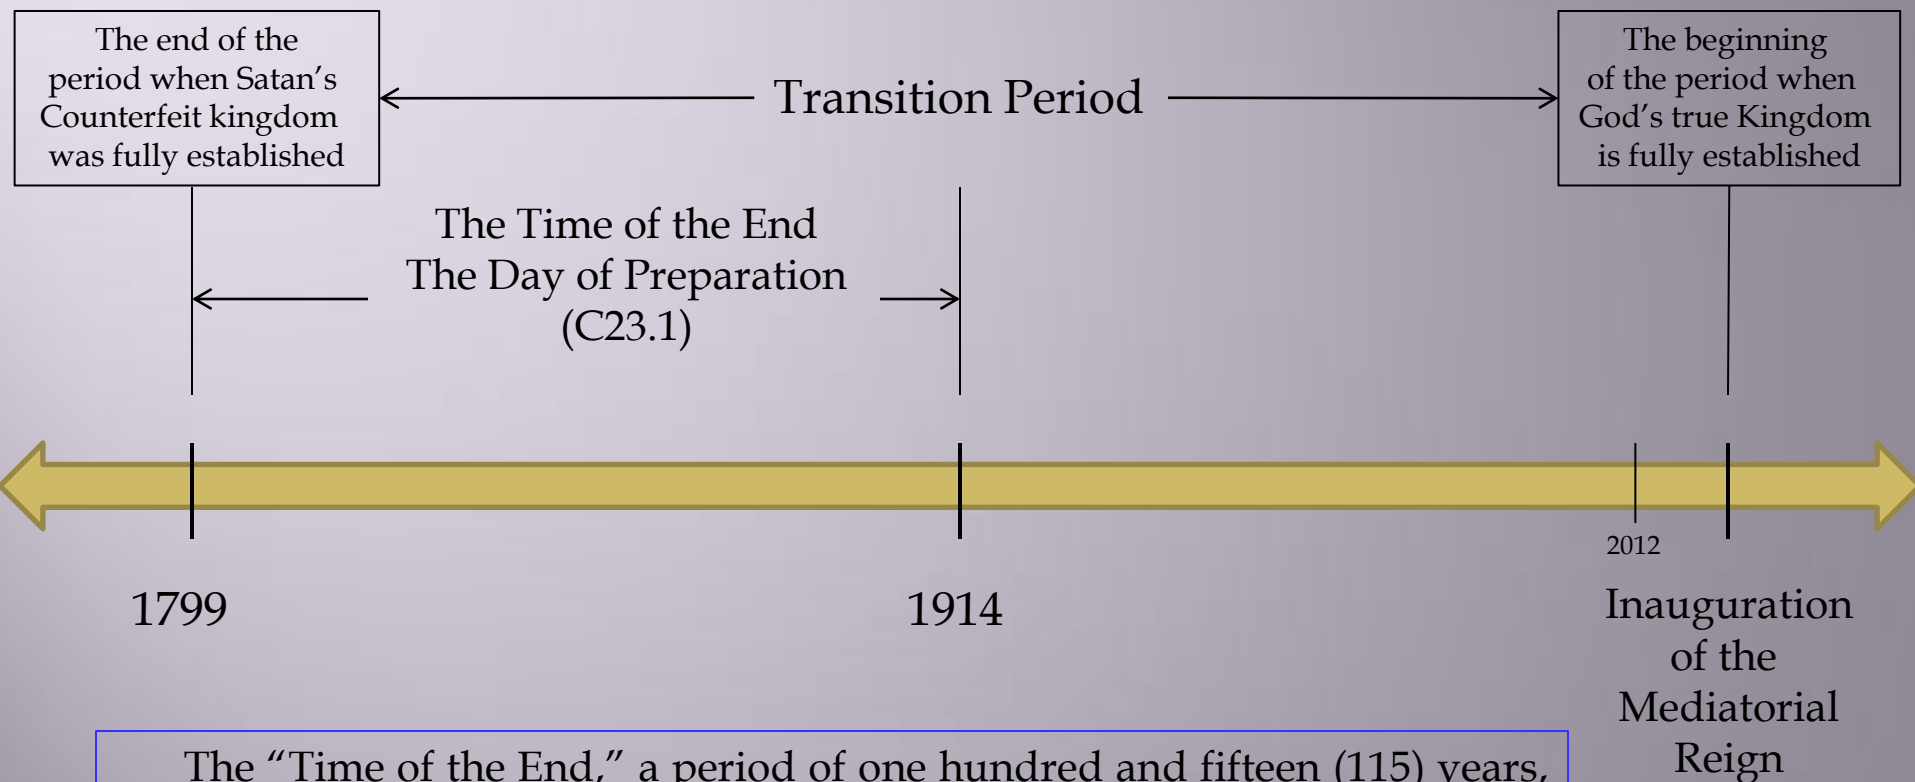 The end of the
period when Satan’s
Counterfeit kingdom
was fully established
Transition Period
The beginning
of the period when
God’s true Kingdom
is fully established
The Time of the End
The Day of Preparation
(C23.1)
2012
1799
1914
Inauguration
of the
Mediatorial
Reign
The “Time of the End,” a period of one hundred and fifteen (115) years,